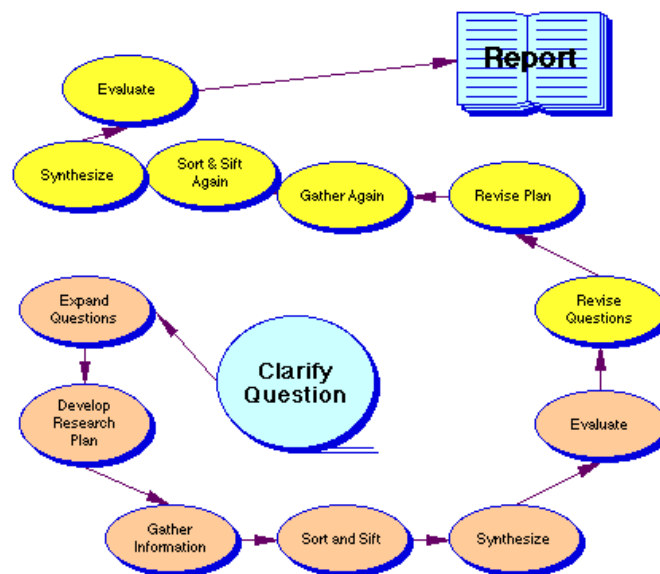 Report
Evaluate
Synthesize
Sort & Sift
Again
Gather Again
Revise Plan
Expand
Questions
Revise
Questions
Clarify
Question
Develop
Research
Plan
Evaluate
Gather
Information
Sort and Sift
Synthesize